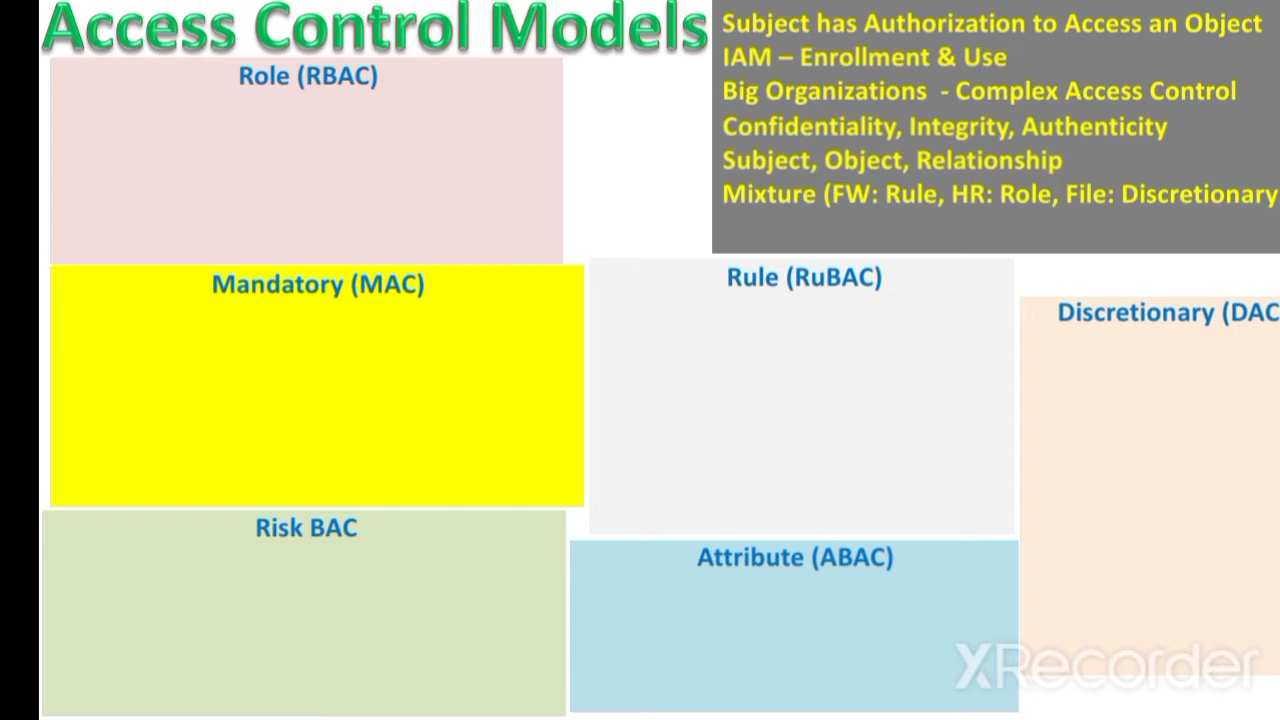 Access Control Models
Subject has Authorization to Access an Object
IAM – Enrollment & Use
Big Organizations - Complex Access Control
Confidentiality, Integrity, Authenticity
Subject, Object, Relationship
Mixture (FW: Rule, HR: Role, File: Discretionary
Role (RBAC)
Mandatory (MAC)
Rule (RuBAC)
Discretionary (DAC
Risk BAC
Attribute (ABAC)
XRecorder